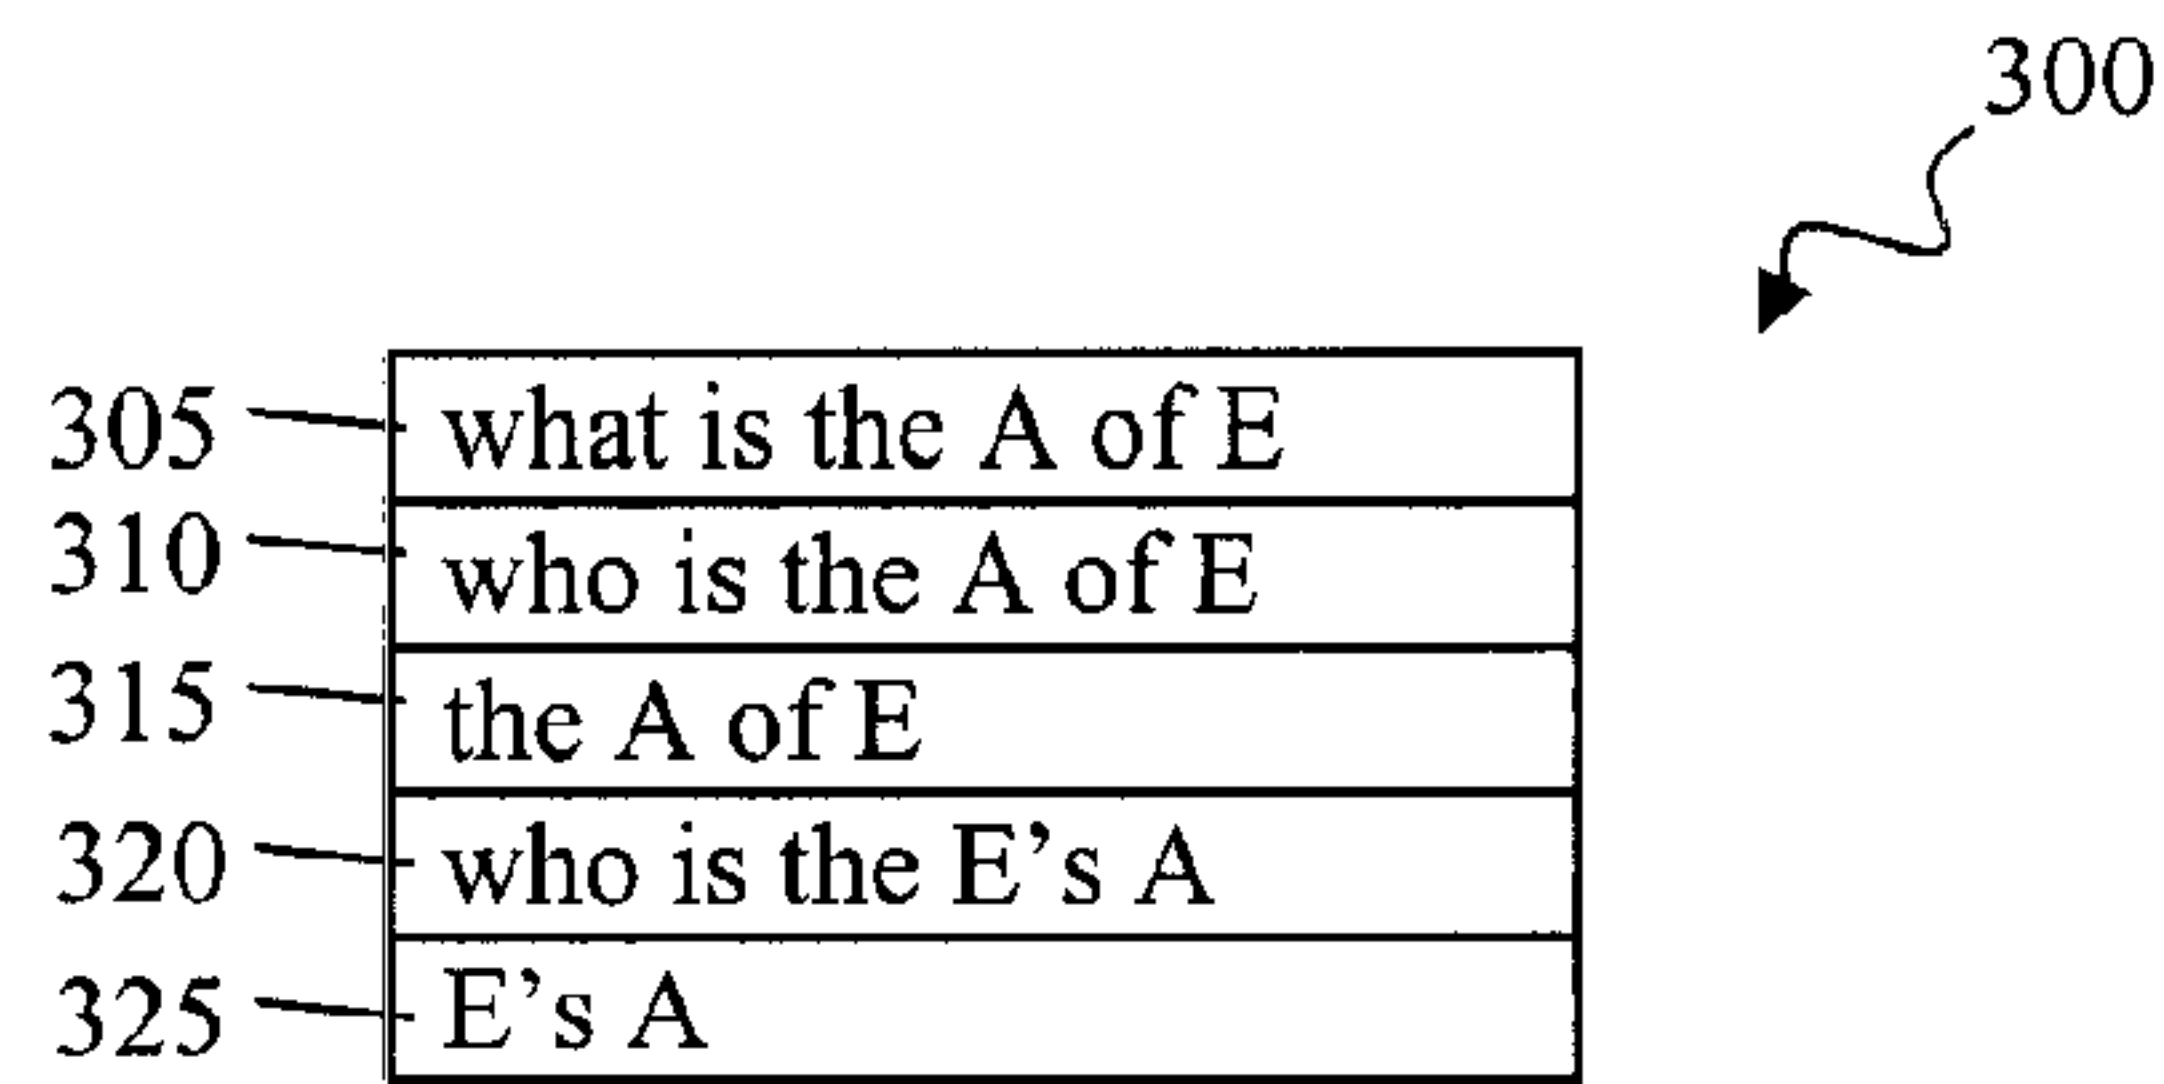 300
305 what is the A of E
310 who is the A of E
315 the A of E
320 who is the E’s A
325 E’s A